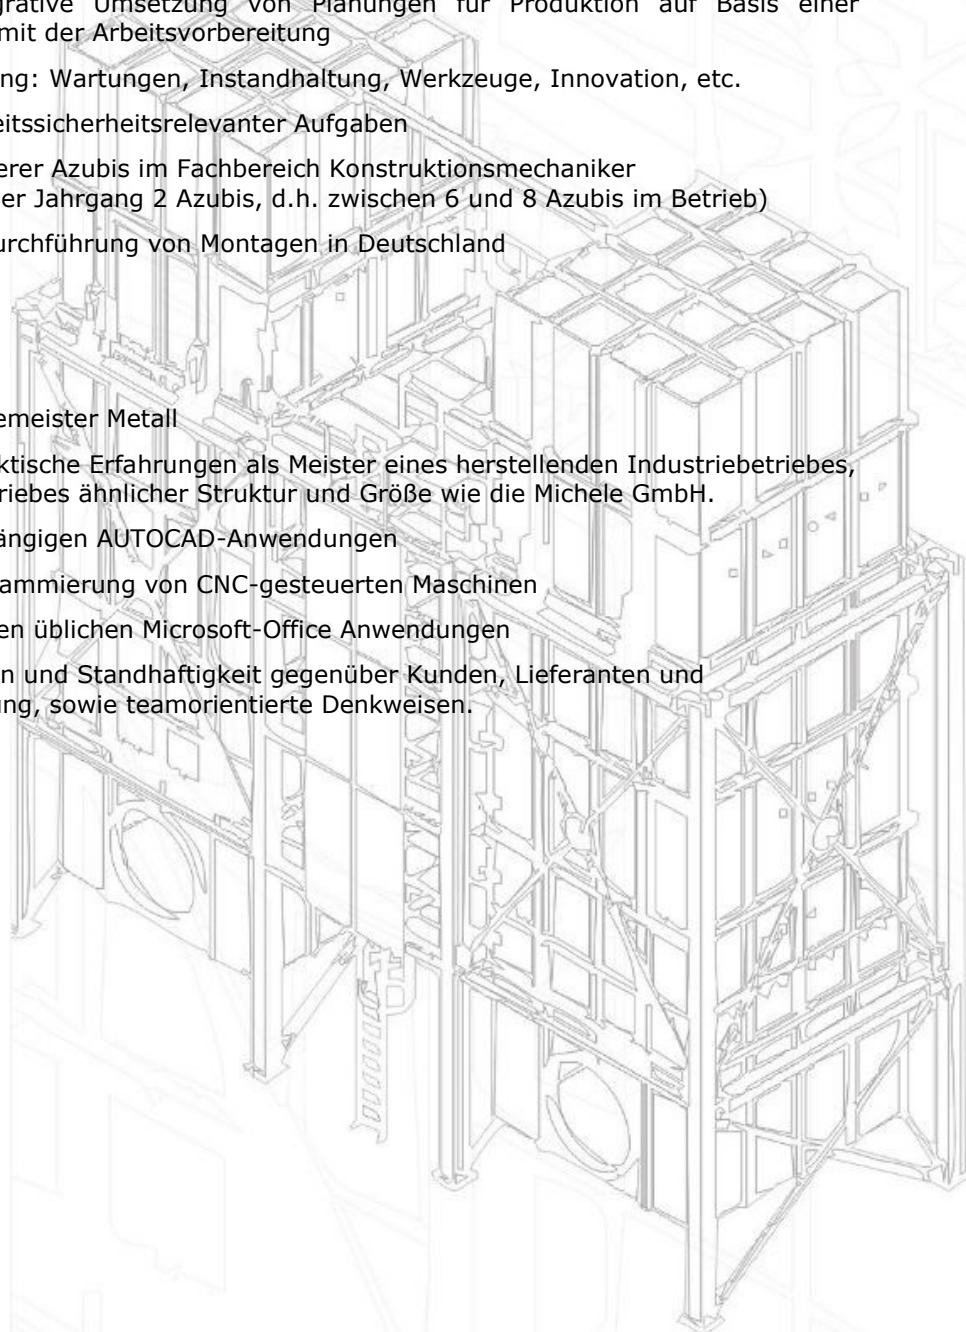 grative Umsetzung von Planungen für Produktion auf Basis einer
mit der Arbeitsvorbereitung
ng: Wartungen, Instandhaltung, Werkzeuge, Innovation, etc.
eitssicherheitsrelevanter Aufgaben
erer Azubis im Fachbereich Konstruktionsmechaniker
er Jahrgang 2 Azubis, d.h. zwischen 6 und 8 Azubis im Betrieb)
urchführung von Montagen in Deutschland
emeister Metall
ktische Erfahrungen als Meister eines herstellenden Industriebetriebes,
riebes ähnlicher Struktur und Größe wie die Michele GmbH.
ängigen AUTOCAD-Anwendungen
ammierung von CNC-gesteuerten Maschinen
en üblichen Microsoft-Office Anwendungen
n und Standhaftigkeit gegenüber Kunden, Lieferanten und
ung, sowie teamorientierte Denkweisen.